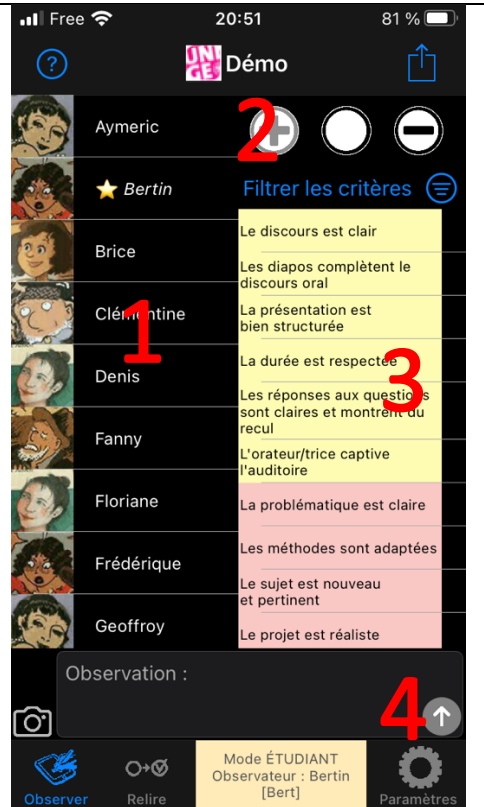 Free 20:51 81 %
UNI
GE
Démo
?
Aymeric
2
⭐ Bertin
Filtrer les critères
Brice
Clémentine
1
Denis
Fanny
Floriane
Frédérique
Geoffroy
Le discours est clair
Les diapos complètent le
discours oral
La présentation est
bien structurée
La durée est respectée
3
Les réponses aux questions
sont claires et montrent du
recul
L'orateur/trice captive
l'auditoire
La problématique est claire
Les méthodes sont adaptées
Le sujet est nouveau
et pertinent
Le projet est réaliste
Observation :
4
Observer
Relire
Mode ÉTUDIANT
Observateur : Bertin
[Bert]
Paramètres